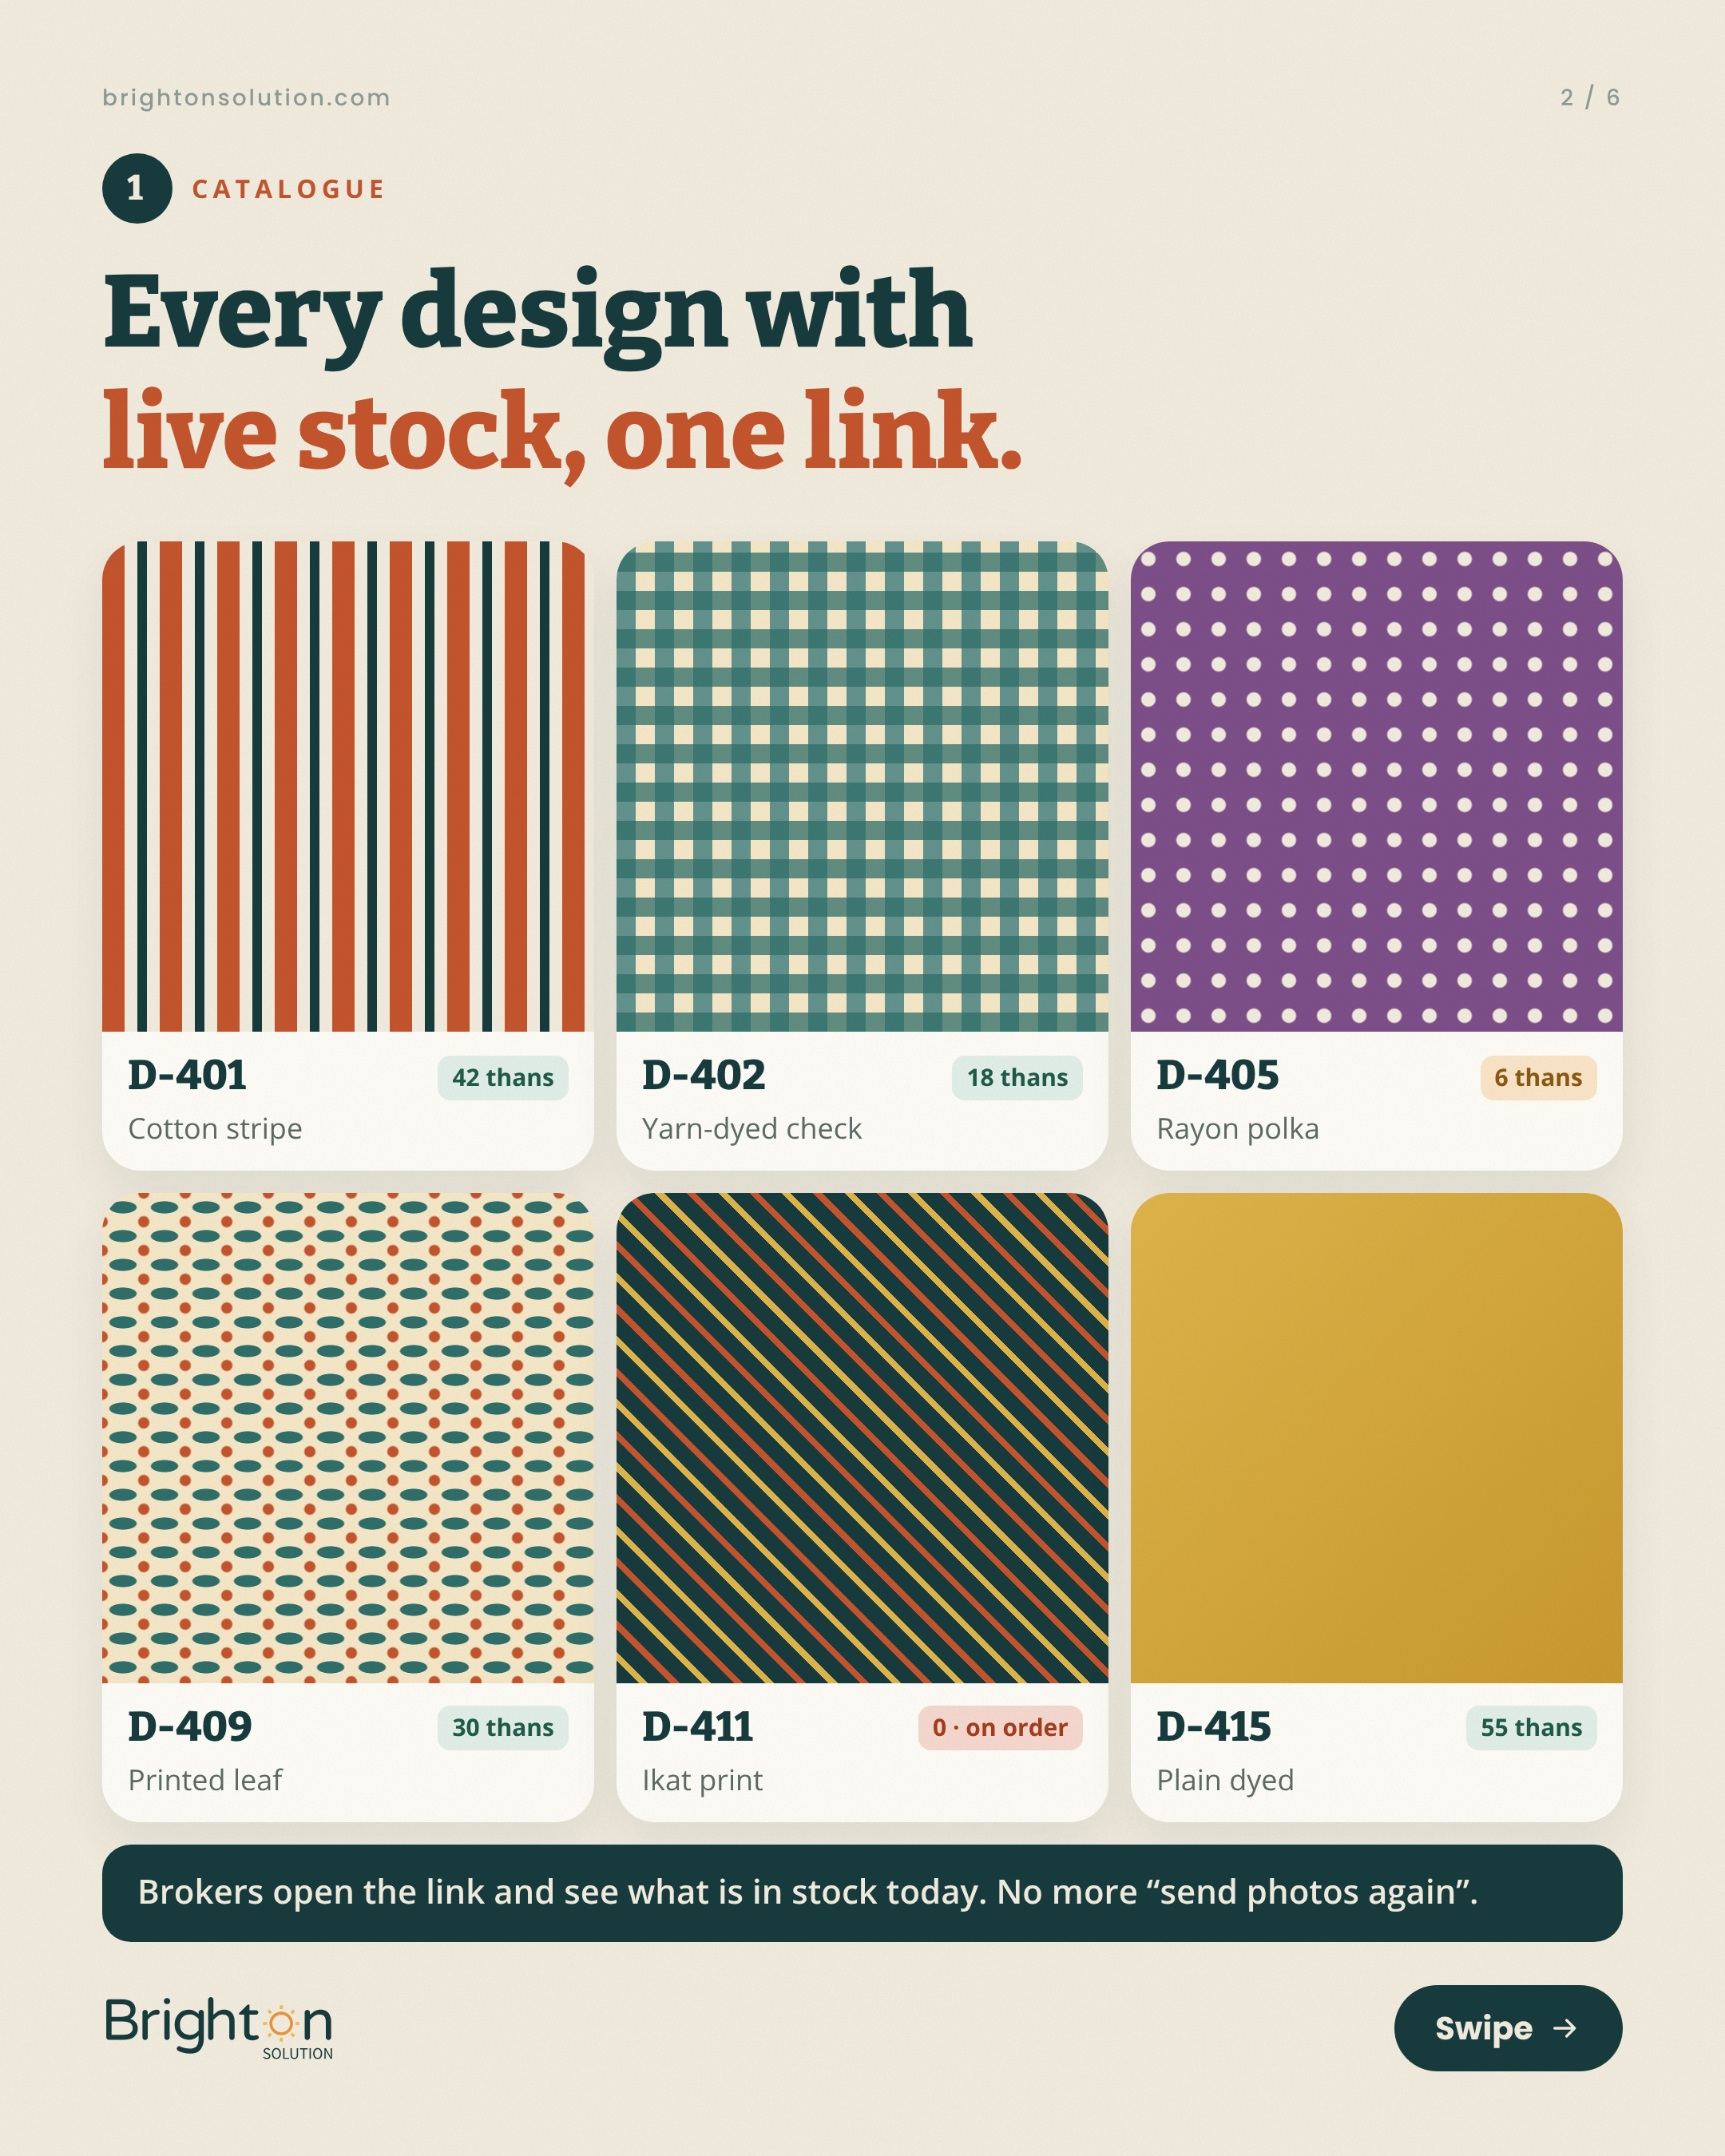 brightonsolution.com
2 / 6
1 CATALOGUE
Every design with
live stock, one link.
D-401 42 thans
Cotton stripe
D-402 18 thans
Yarn-dyed check
D-405 6 thans
Rayon polka
D-409 30 thans
Printed leaf
D-411 0 · on order
Ikat print
D-415 55 thans
Plain dyed
Brokers open the link and see what is in stock today. No more “send photos again”.
Brighton
SOLUTION
Swipe →